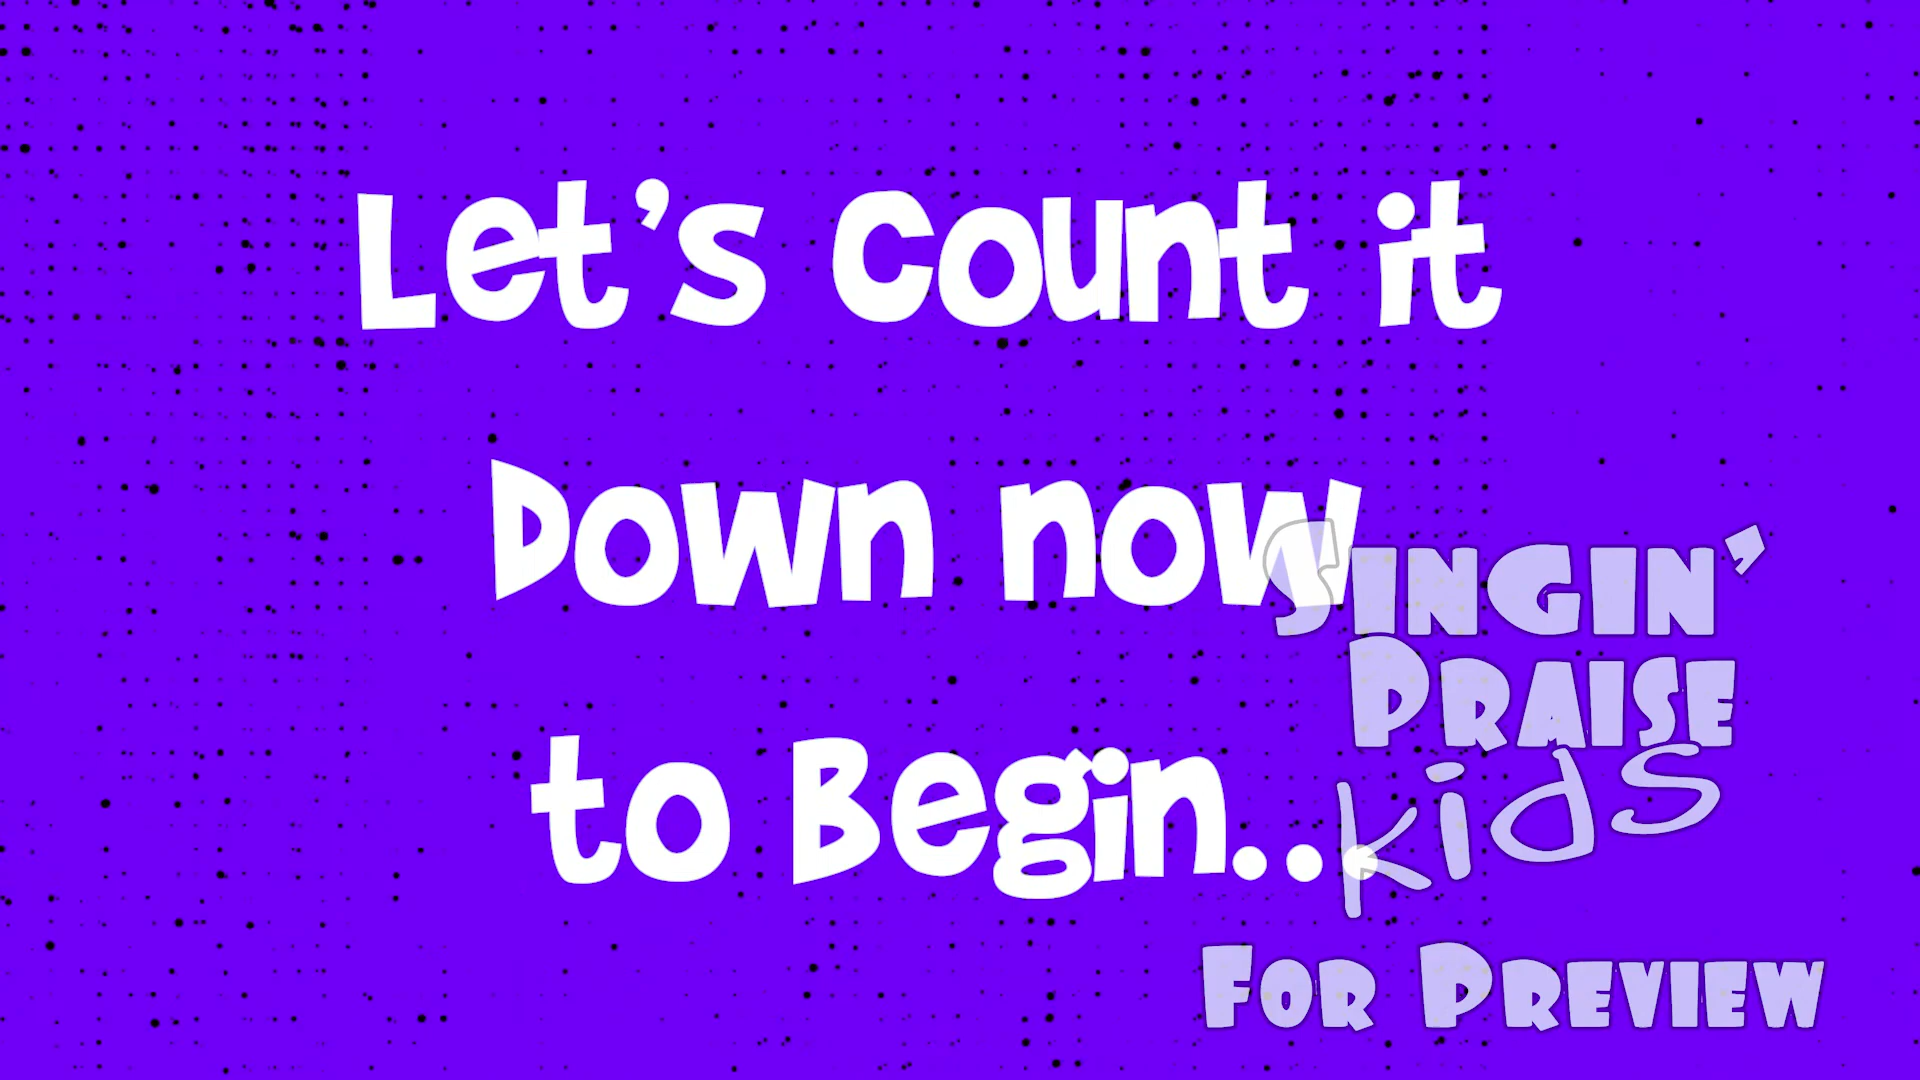 Let's Count it
Down now
to Begin...
Singin'
Praise
kids
For Preview